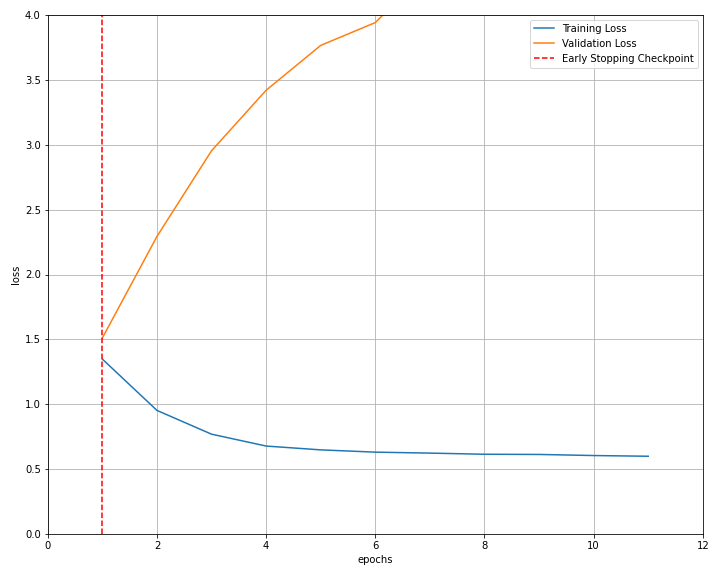 4.0
3.5
3.0
2.5
2.0
1.5
1.0
0.5
0.0
loss
0 2 4 6 8 10 12
epochs
Training Loss
Validation Loss
Early Stopping Checkpoint